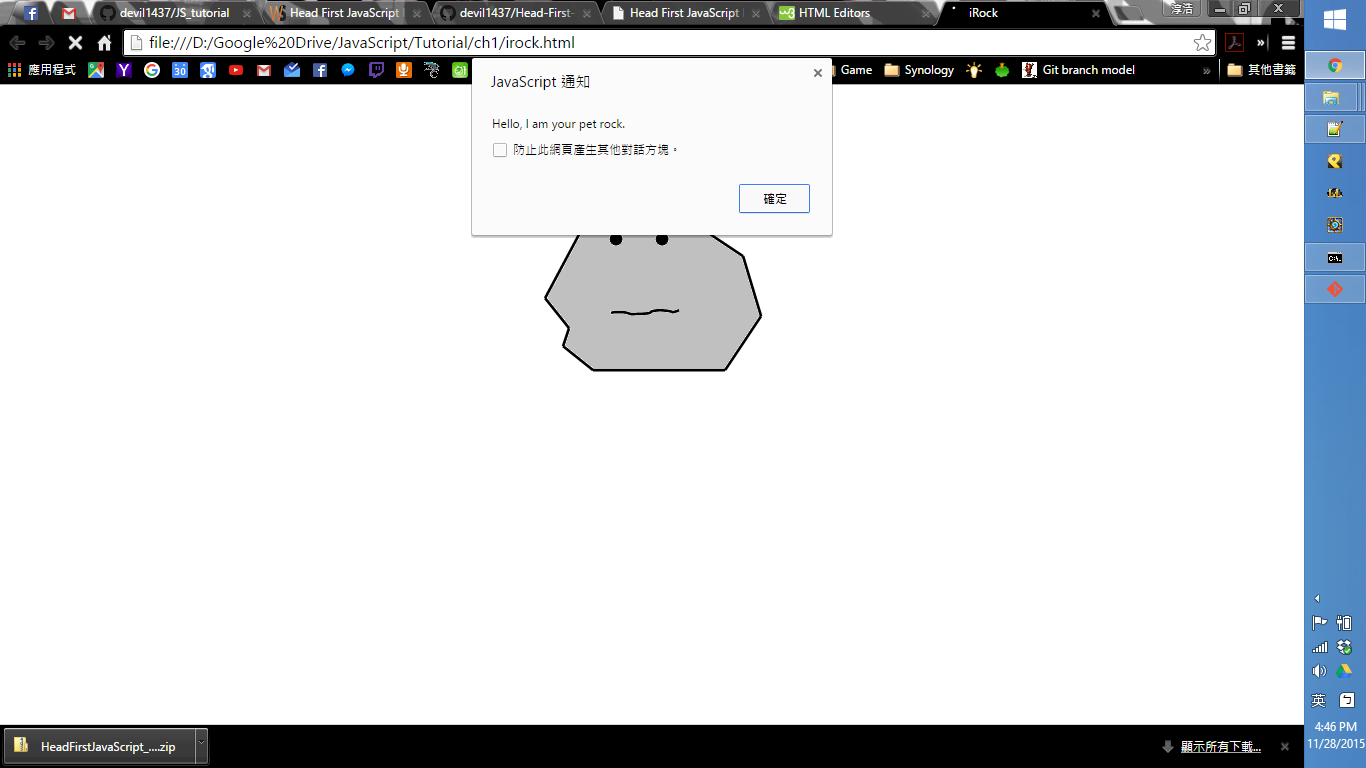 devil1437/JS_tutorial
Head First JavaScript
devil1437/Head-First-
Head First JavaScript
HTML Editors
iRock
淳浩
file:///D:/Google%20Drive/JavaScript/Tutorial/ch1/irock.html
應用程式
Game
Synology
Git branch model
»
其他書籤
JavaScript 通知
Hello, I am your pet rock.
防止此網頁產生其他對話方塊。
確定
英
4:46 PM
11/28/2015
HeadFirstJavaScript_....zip
顯示所有下載...